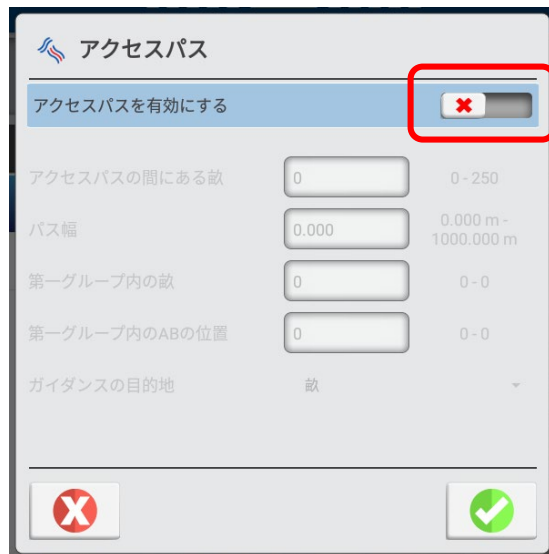 アクセスパス
アクセスパスを有効にする
アクセスパスの間にある畝 0 0 - 250
パス幅 0.000 0.000 m -
1000.000 m
第一グループ内の畝 0 0 - 0
第一グループ内のABの位置 0 0 - 0
ガイダンスの目的地 畝